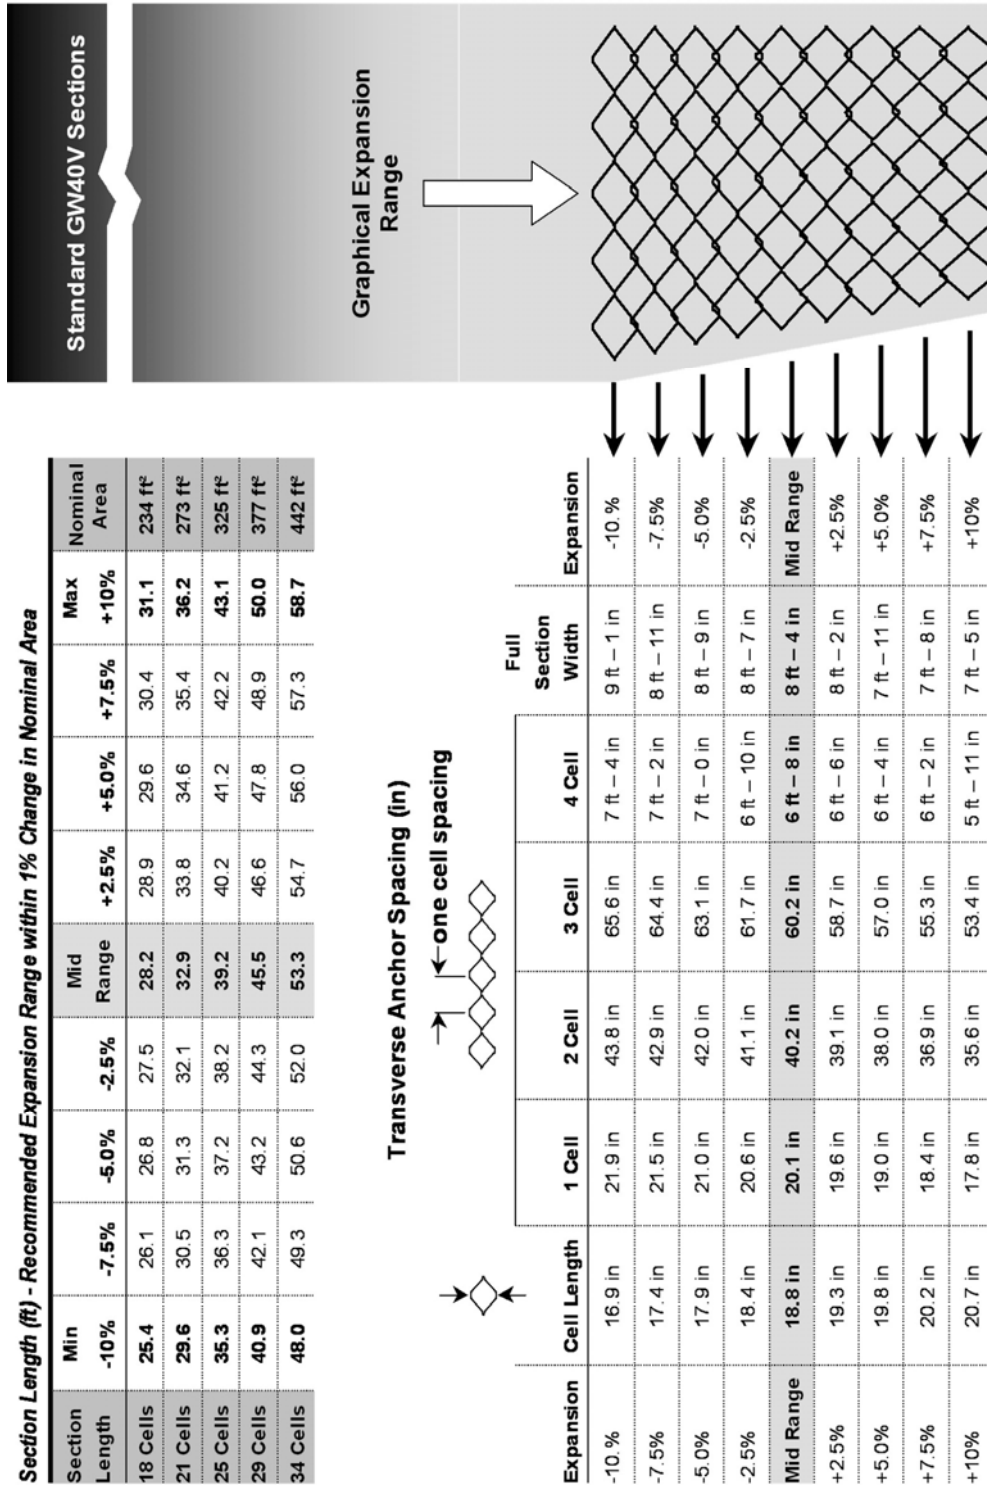 Standard GW40V Sections
Section Length (ft) - Recommended Expansion Range within 1% Change in Nominal Area
Section Length Min -10% -7.5% -5.0% -2.5% Mid Range +2.5% +5.0% +7.5% Max +10% Nominal Area
18 Cells 25.4 26.1 26.8 27.5 28.2 28.9 29.6 30.4 31.1 234 ft²
21 Cells 29.6 30.5 31.3 32.1 32.9 33.8 34.6 35.4 36.2 273 ft²
25 Cells 35.3 36.3 37.2 38.2 39.2 40.2 41.2 42.2 43.1 325 ft²
29 Cells 40.9 42.1 43.2 44.3 45.5 46.6 47.8 48.9 50.0 377 ft²
34 Cells 48.0 49.3 50.6 52.0 53.3 54.7 56.0 57.3 58.7 442 ft²
Graphical Expansion
Range
Transverse Anchor Spacing (in)
one cell spacing
Expansion Cell Length 1 Cell 2 Cell 3 Cell 4 Cell Full Section Width Expansion
-10.% 16.9 in 21.9 in 43.8 in 65.6 in 7 ft – 4 in 9 ft – 1 in -10.%
-7.5% 17.4 in 21.5 in 42.9 in 64.4 in 7 ft – 2 in 8 ft – 11 in -7.5%
-5.0% 17.9 in 21.0 in 42.0 in 63.1 in 7 ft – 0 in 8 ft – 9 in -5.0%
-2.5% 18.4 in 20.6 in 41.1 in 61.7 in 6 ft – 10 in 8 ft – 7 in -2.5%
Mid Range 18.8 in 20.1 in 40.2 in 60.2 in 6 ft – 8 in 8 ft – 4 in Mid Range
+2.5% 19.3 in 19.6 in 39.1 in 58.7 in 6 ft – 6 in 8 ft – 2 in +2.5%
+5.0% 19.8 in 19.0 in 38.0 in 57.0 in 6 ft – 4 in 7 ft – 11 in +5.0%
+7.5% 20.2 in 18.4 in 36.9 in 55.3 in 6 ft – 2 in 7 ft – 8 in +7.5%
+10% 20.7 in 17.8 in 35.6 in 53.4 in 5 ft – 11 in 7 ft – 5 in +10%